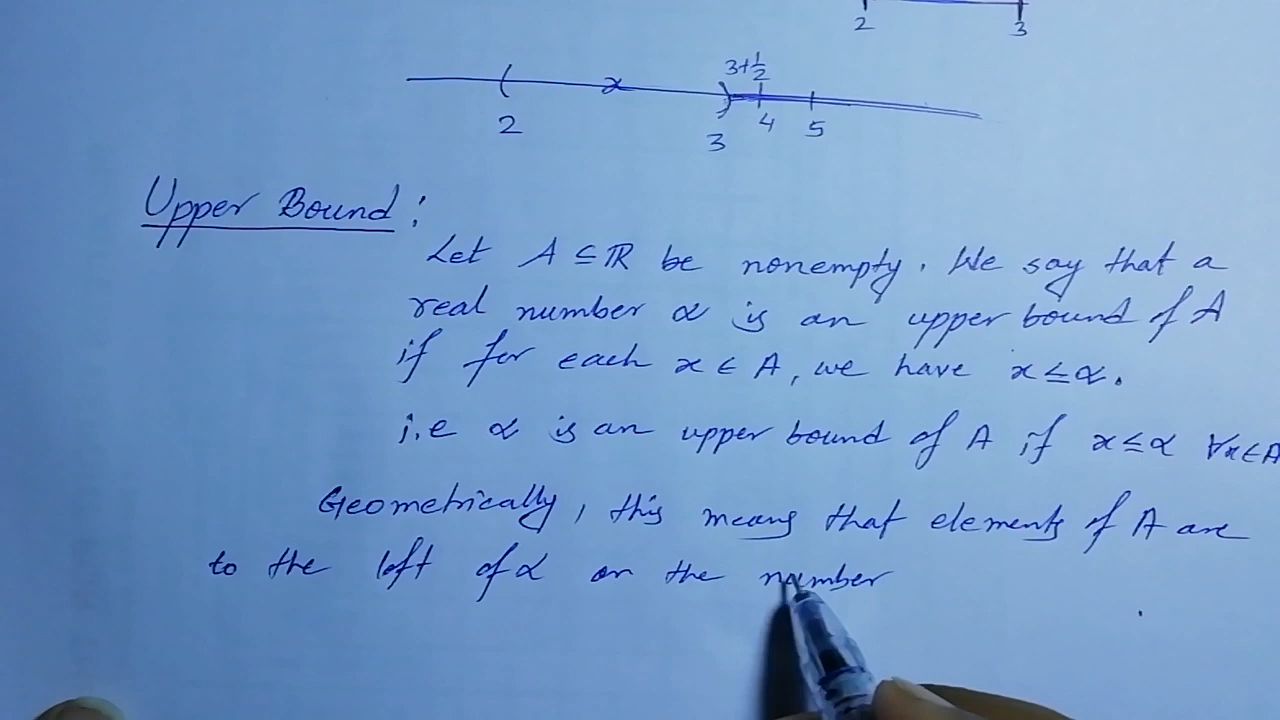 2 3
3+1/2
( x )
2 3 4 5
Upper Bound :
Let A ⊆ ℝ be nonempty. We say that a
real number α is an upper bound of A
if for each x ∈ A, we have x ≤ α.
i.e α is an upper bound of A if x ≤ α ∀x∈A
Geometrically, this means that elements of A are
to the left of α on the number